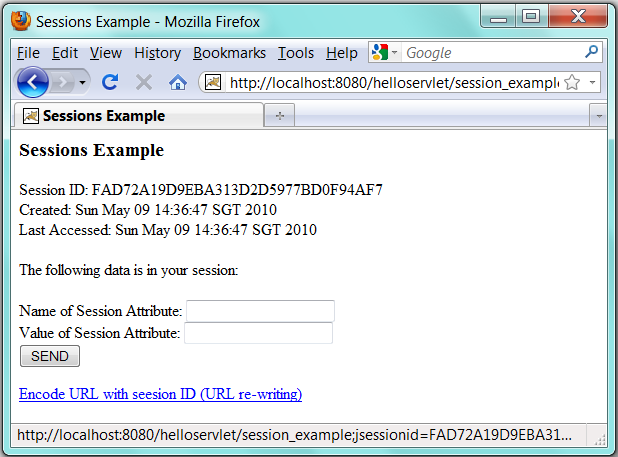 Sessions Example - Mozilla Firefox
File Edit View History Bookmarks Tools Help Google
http://localhost:8080/helloservlet/session_example
Sessions Example
Sessions Example
Session ID: FAD72A19D9EBA313D2D5977BD0F94AF7
Created: Sun May 09 14:36:47 SGT 2010
Last Accessed: Sun May 09 14:36:47 SGT 2010
The following data is in your session:
Name of Session Attribute:
Value of Session Attribute:
SEND
Encode URL with seesion ID (URL re-writing)
http://localhost:8080/helloservlet/session_example;jsessionid=FAD72A19D9EBA31...